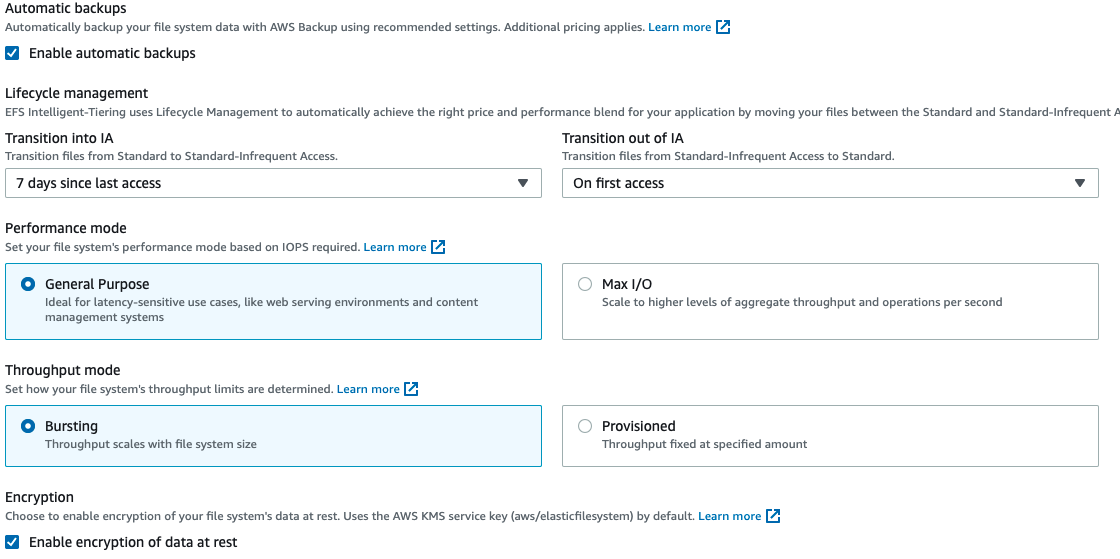 Automatic backups
Automatically backup your file system data with AWS Backup using recommended settings. Additional pricing applies. Learn more
Enable automatic backups
Lifecycle management
EFS Intelligent-Tiering uses Lifecycle Management to automatically achieve the right price and performance blend for your application by moving your files between the Standard and Standard-Infrequent A
Transition into IA
Transition out of IA
Transition files from Standard to Standard-Infrequent Access.
Transition files from Standard-Infrequent Access to Standard.
7 days since last access
On first access
Performance mode
Set your file system's performance mode based on IOPS required. Learn more
General Purpose
Ideal for latency-sensitive use cases, like web serving environments and content
management systems
Max I/O
Scale to higher levels of aggregate throughput and operations per second
Throughput mode
Set how your file system's throughput limits are determined. Learn more
Bursting
Throughput scales with file system size
Provisioned
Throughput fixed at specified amount
Encryption
Choose to enable encryption of your file system's data at rest. Uses the AWS KMS service key (aws/elasticfilesystem) by default. Learn more
Enable encryption of data at rest